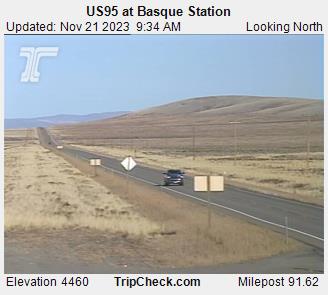 US95 at Basque Station
Updated: Nov 21 2023 9:34 AM Looking North
Elevation 4460 TripCheck.com Milepost 91.62